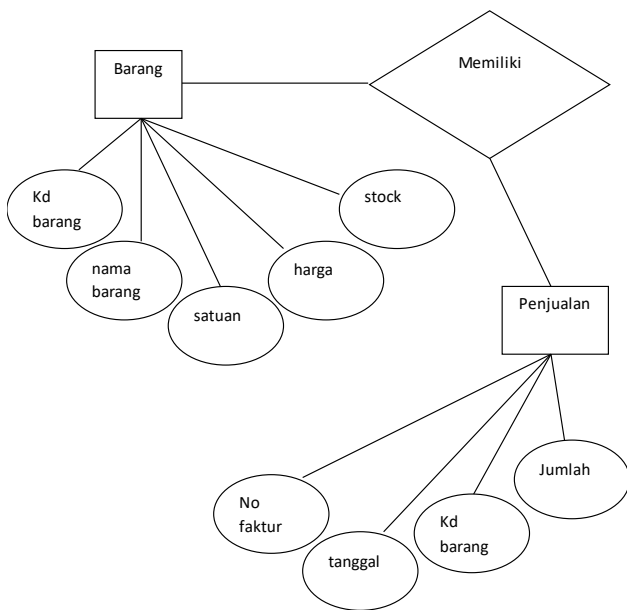 Barang
Memiliki
Kd
barang
nama
barang
satuan
harga
stock
Penjualan
No
faktur
tanggal
Kd
barang
Jumlah